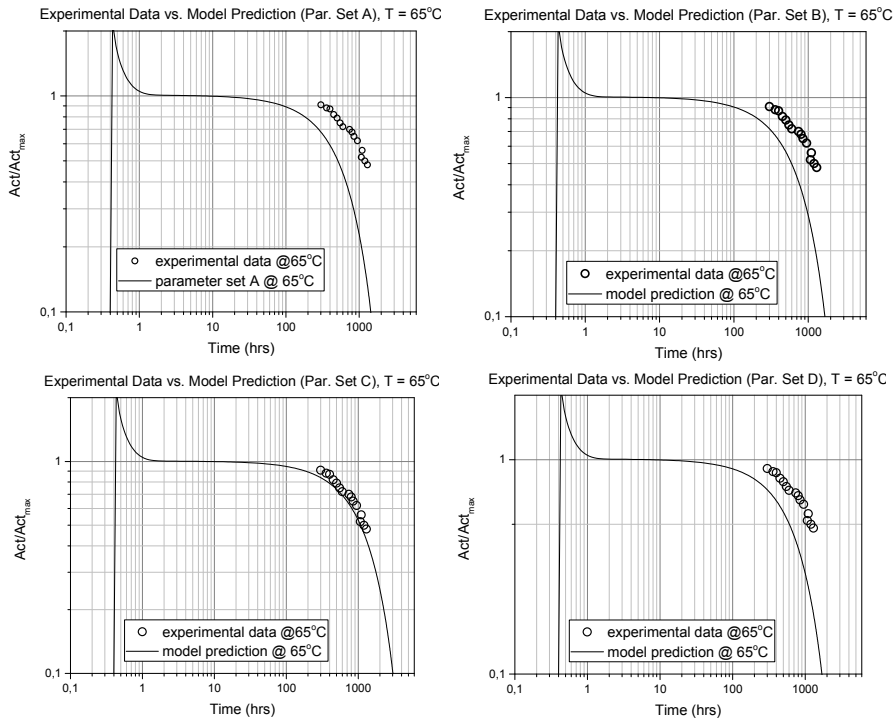 Experimental Data vs. Model Prediction (Par. Set A), T = 65°C
1
0,1
Act/Act_max
experimental data @65°C
parameter set A @ 65°C
0,1 1 10 100 1000
Time (hrs)
Experimental Data vs. Model Prediction (Par. Set B), T = 65°C
1
0,1
Act/Act_max
experimental data @65°C
model prediction @ 65°C
0,1 1 10 100 1000
Time (hrs)
Experimental Data vs. Model Prediction (Par. Set C), T = 65°C
1
0,1
Act/Act_max
experimental data @65°C
model prediction @ 65°C
0,1 1 10 100 1000
Time (hrs)
Experimental Data vs. Model Prediction (Par. Set D), T = 65°C
1
0,1
Act/Act_max
experimental data @65°C
model prediction @ 65°C
0,1 1 10 100 1000
Time (hrs)